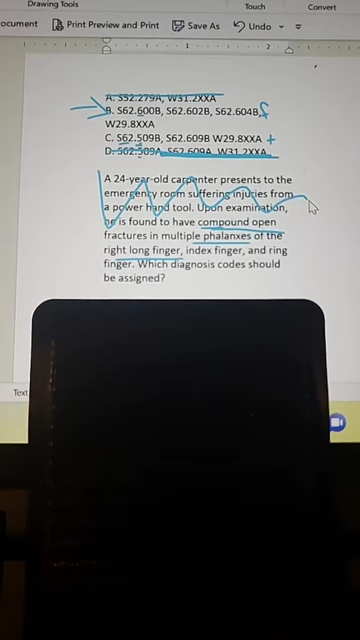 Drawing Tools
Touch
Convert
ocument
Print Preview and Print
Save As
Undo
1
2
A. S52.279A, W31.2XXA
B. S62.600B, S62.602B, S62.604B,
W29.8XXA
C. S62.509B, S62.609B W29.8XXA +
D. S62.509A S62.609A W31.2XXA
A 24-year-old carpenter presents to the
emergency room suffering injuries from
a power hand tool. Upon examination,
he is found to have compound open
fractures in multiple phalanxes of the
right long finger, index finger, and ring
finger. Which diagnosis codes should
be assigned?
Text